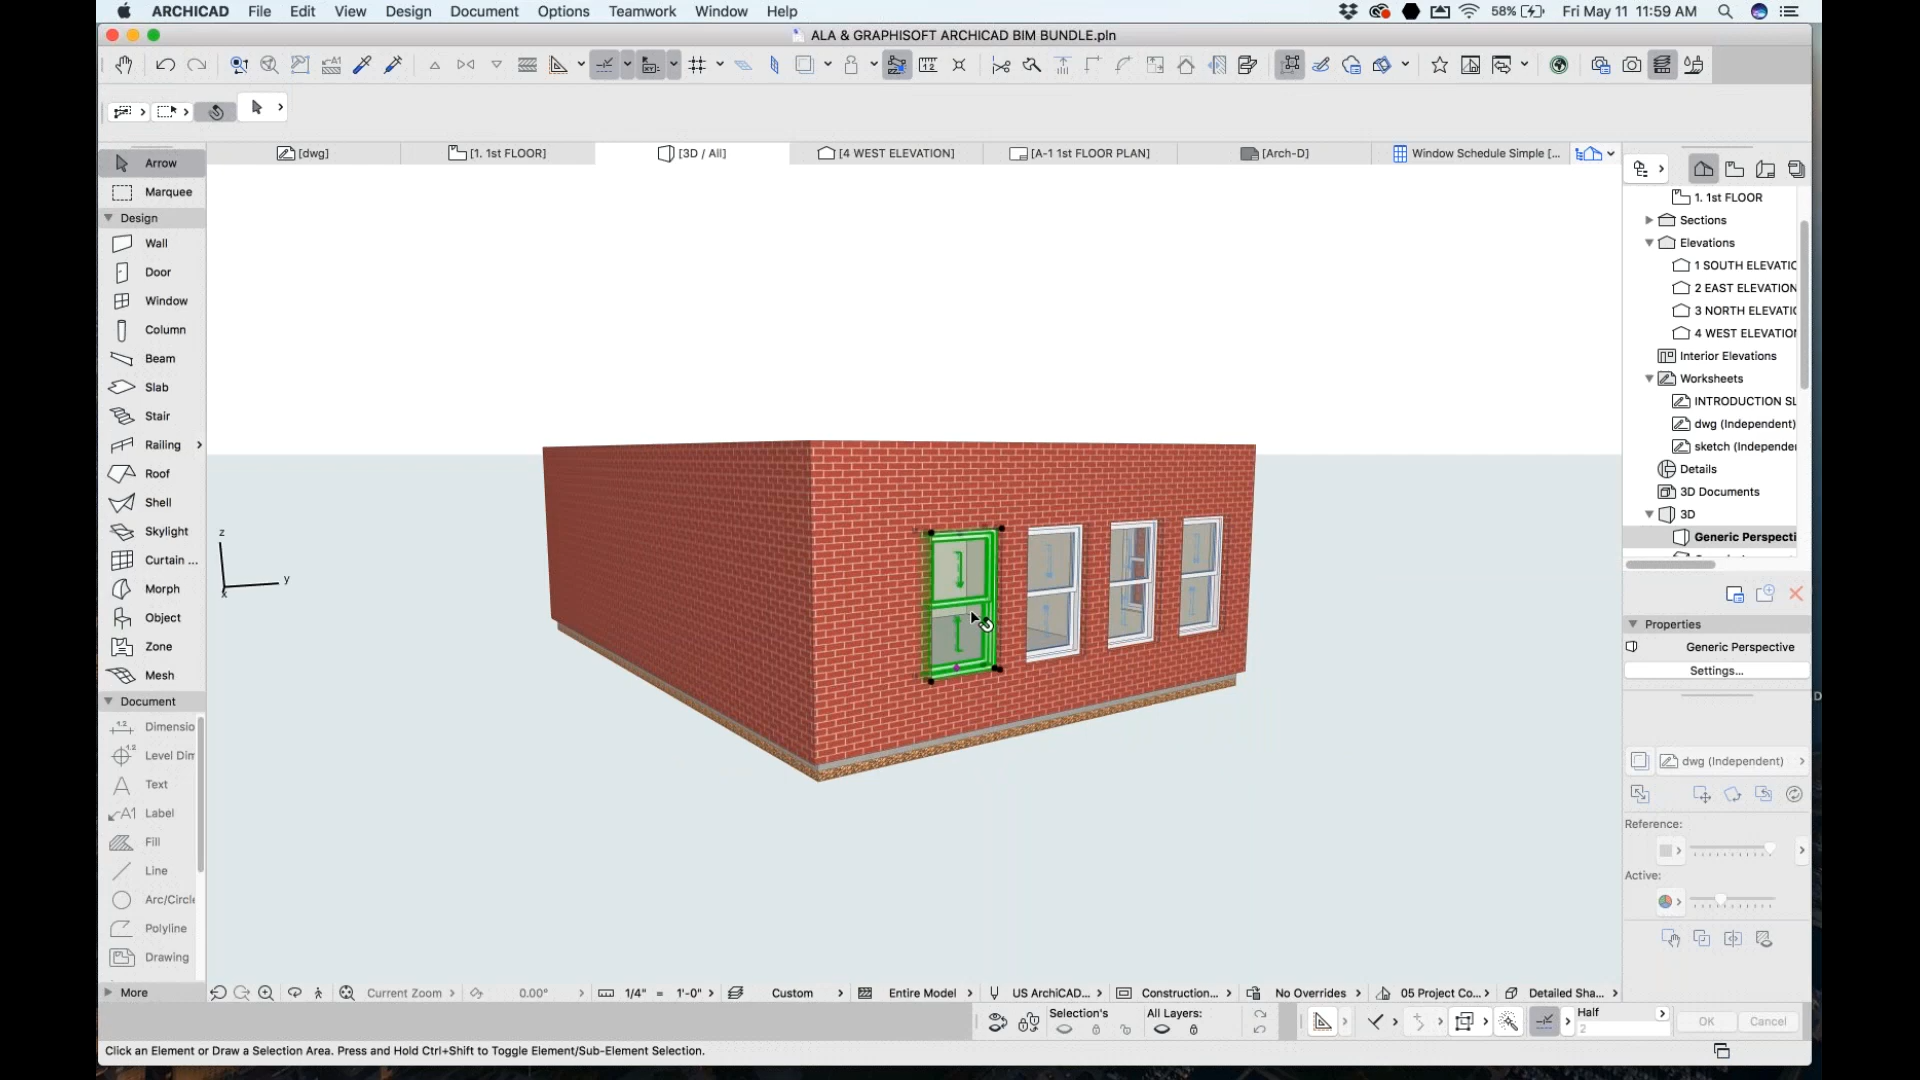 ARCHICAD File Edit View Design Document Options Teamwork Window Help 58% Fri May 11 11:59 AM
ALA & GRAPHISOFT ARCHICAD BIM BUNDLE.pln
[dwg] [1. 1st FLOOR] [3D / All] [4 WEST ELEVATION] [A-1 1st FLOOR PLAN] [Arch-D] Window Schedule Simple [...
Arrow
Marquee
Design
Wall
Door
Window
Column
Beam
Slab
Stair
Railing
Roof
Shell
Skylight
Curtain ...
Morph
Object
Zone
Mesh
Document
Dimensio
Level Dir
Text
Label
Fill
Line
Arc/Circle
Polyline
Drawing
More
z
y
x
1. 1st FLOOR
Sections
Elevations
1 SOUTH ELEVATIO
2 EAST ELEVATION
3 NORTH ELEVATIO
4 WEST ELEVATION
Interior Elevations
Worksheets
INTRODUCTION SL
dwg (Independent)
sketch (Independe
Details
3D Documents
3D
Generic Perspecti
Properties
Generic Perspective
Settings...
dwg (Independent)
Reference:
Active:
Current Zoom 0.00° 1/4" = 1'-0" Custom Entire Model US ArchiCAD... Construction... No Overrides 05 Project Co... Detailed Sha...
Selection's All Layers: Half
2 OK Cancel
Click an Element or Draw a Selection Area. Press and Hold Ctrl+Shift to Toggle Element/Sub-Element Selection.